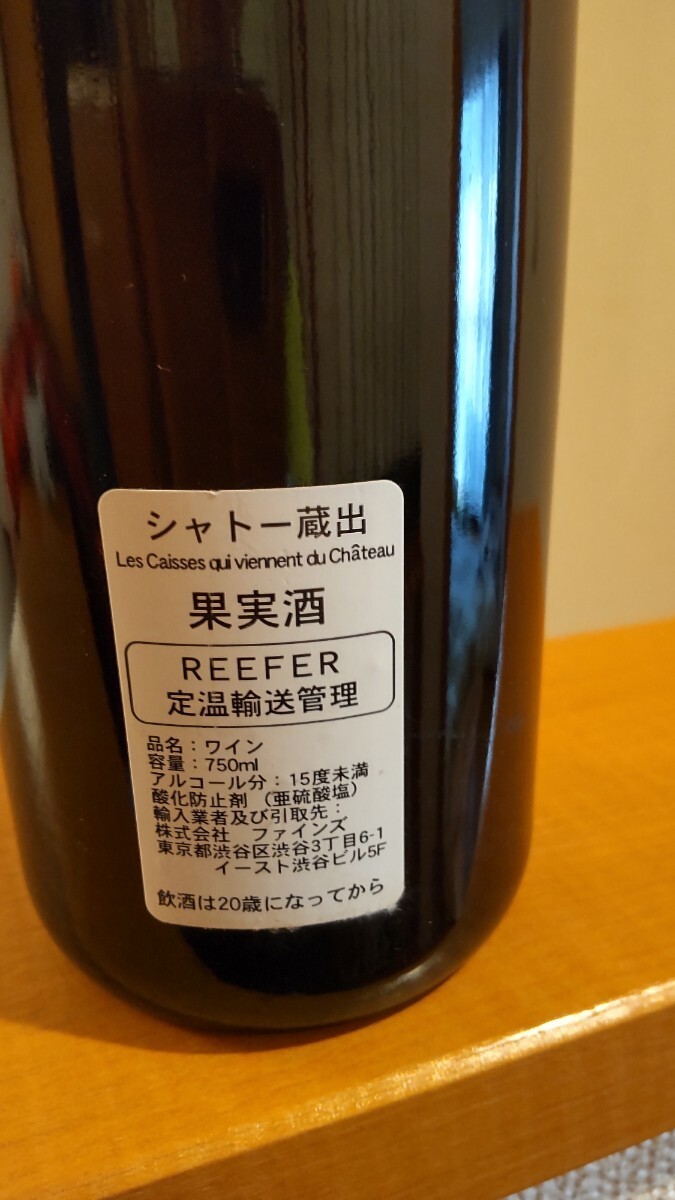 シャトー蔵出
Les Caisses qui viennent du Château
果実酒
REEFER
定温輸送管理
品名：ワイン
容量：750ml
アルコール分：15度未満
酸化防止剤（亜硫酸塩）
輸入業者及び引取先：
株式会社　ファインズ
東京都渋谷区渋谷3丁目6-1
イースト渋谷ビル5F
飲酒は20歳になってから